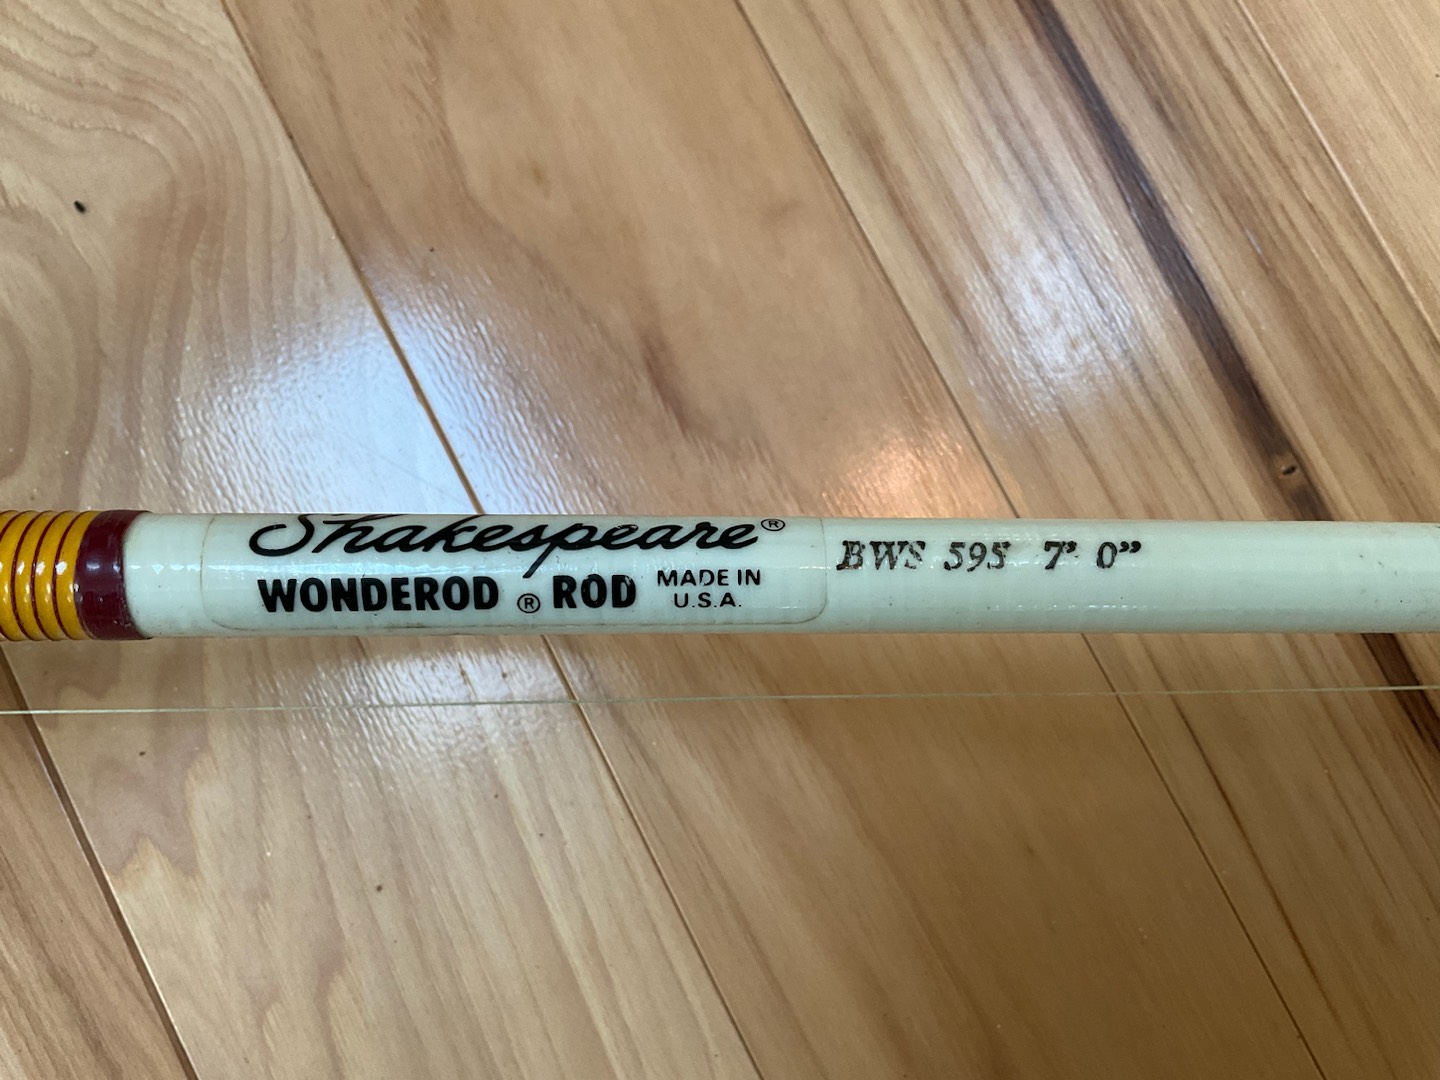 Shakespeare®
WONDEROD ® ROD MADE IN U.S.A.
BWS 595 7' 0"